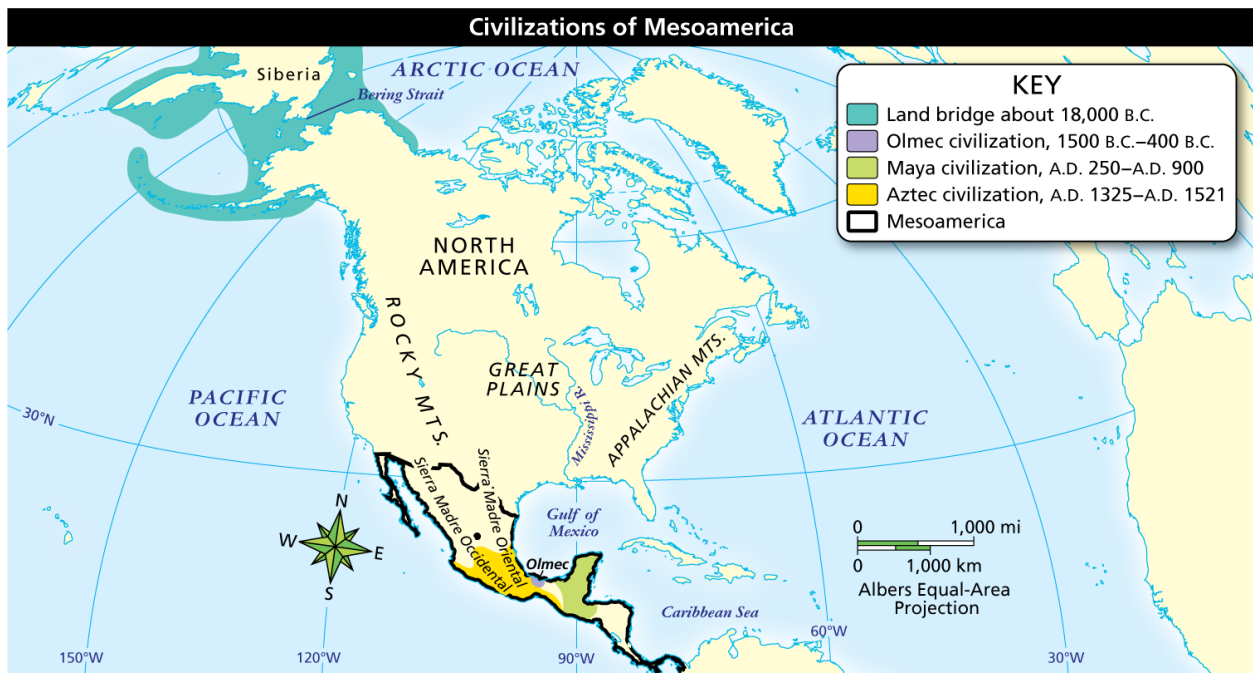 Civilizations of Mesoamerica
Siberia
ARCTIC OCEAN
Bering Strait
KEY
Land bridge about 18,000 B.C.
Olmec civilization, 1500 B.C.–400 B.C.
Maya civilization, A.D. 250–A.D. 900
Aztec civilization, A.D. 1325–A.D. 1521
Mesoamerica
NORTH
AMERICA
ROCKY MTS.
GREAT
PLAINS
Mississippi R.
APPALACHIAN MTS.
PACIFIC
OCEAN
ATLANTIC
OCEAN
30°N
Sierra Madre Occidental
Sierra Madre Oriental
Gulf of
Mexico
Olmec
Caribbean Sea
N
W
E
S
0
1,000 mi
0
1,000 km
Albers Equal-Area
Projection
150°W
120°W
90°W
60°W
30°W